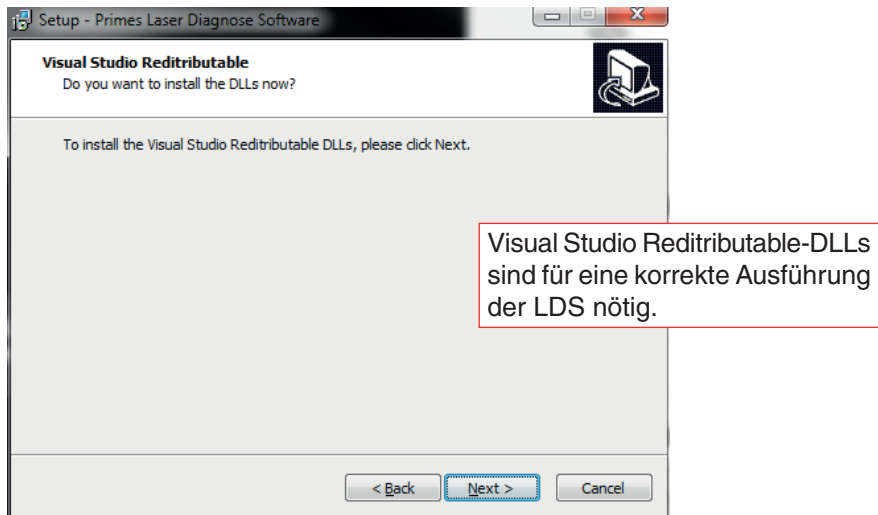 Setup - Primes Laser Diagnose Software
Visual Studio Reditributable
Do you want to install the DLLs now?
To install the Visual Studio Reditributable DLLs, please click Next.
Visual Studio Reditributable-DLLs
sind für eine korrekte Ausführung
der LDS nötig.
< Back
Next >
Cancel